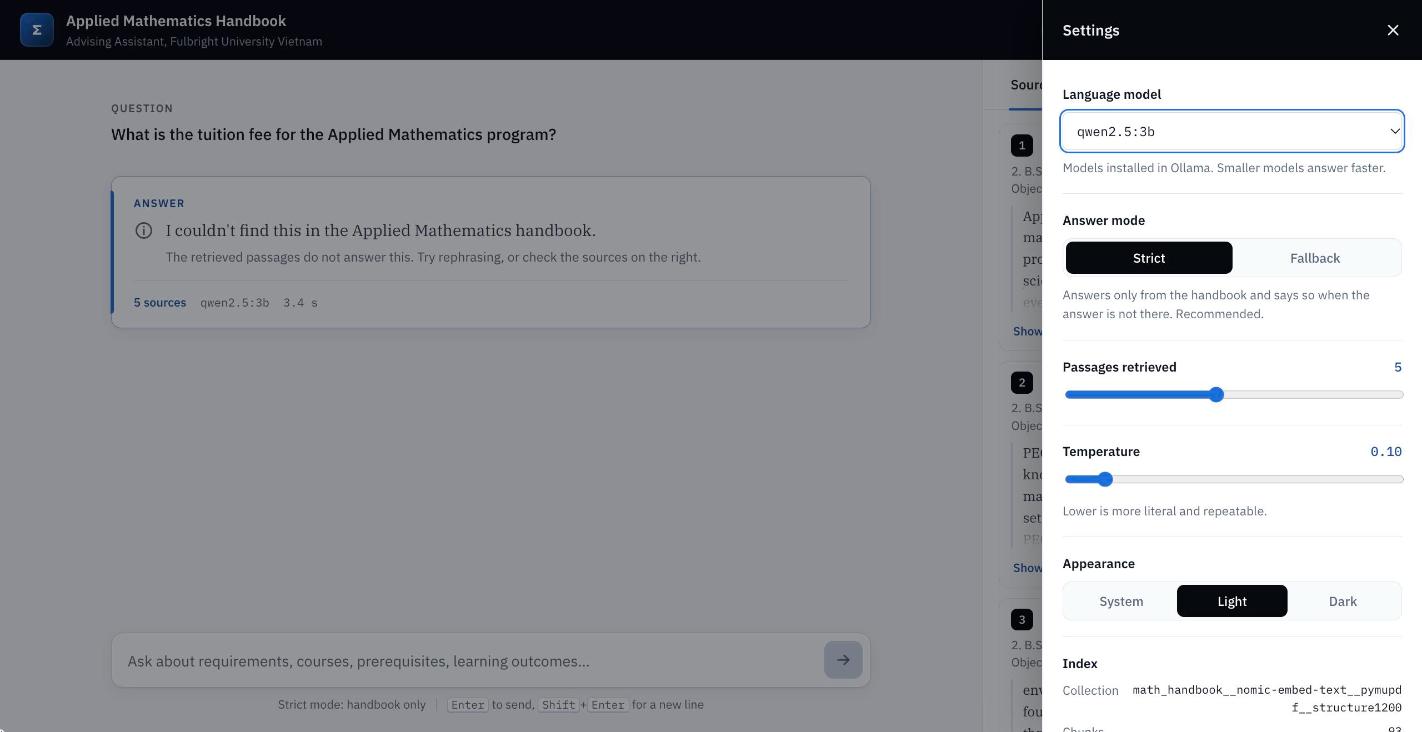 Σ
Applied Mathematics Handbook
Advising Assistant, Fulbright University Vietnam
QUESTION
What is the tuition fee for the Applied Mathematics program?
ANSWER
I couldn't find this in the Applied Mathematics handbook.
The retrieved passages do not answer this. Try rephrasing, or check the sources on the right.
5 sources qwen2.5:3b 3.4 s
Ask about requirements, courses, prerequisites, learning outcomes...
Strict mode: handbook only Enter to send, Shift+Enter for a new line
1
2. B.S
Objec
Show
2
2. B.S
Objec
Show
3
2. B.S
Objec
Settings
Language model
qwen2.5:3b
Models installed in Ollama. Smaller models answer faster.
Answer mode
Strict Fallback
Answers only from the handbook and says so when the
answer is not there. Recommended.
Passages retrieved 5
Temperature 0.10
Lower is more literal and repeatable.
Appearance
System Light Dark
Index
Collection math_handbook__nomic-embed-text__pymupd
f__structure1200